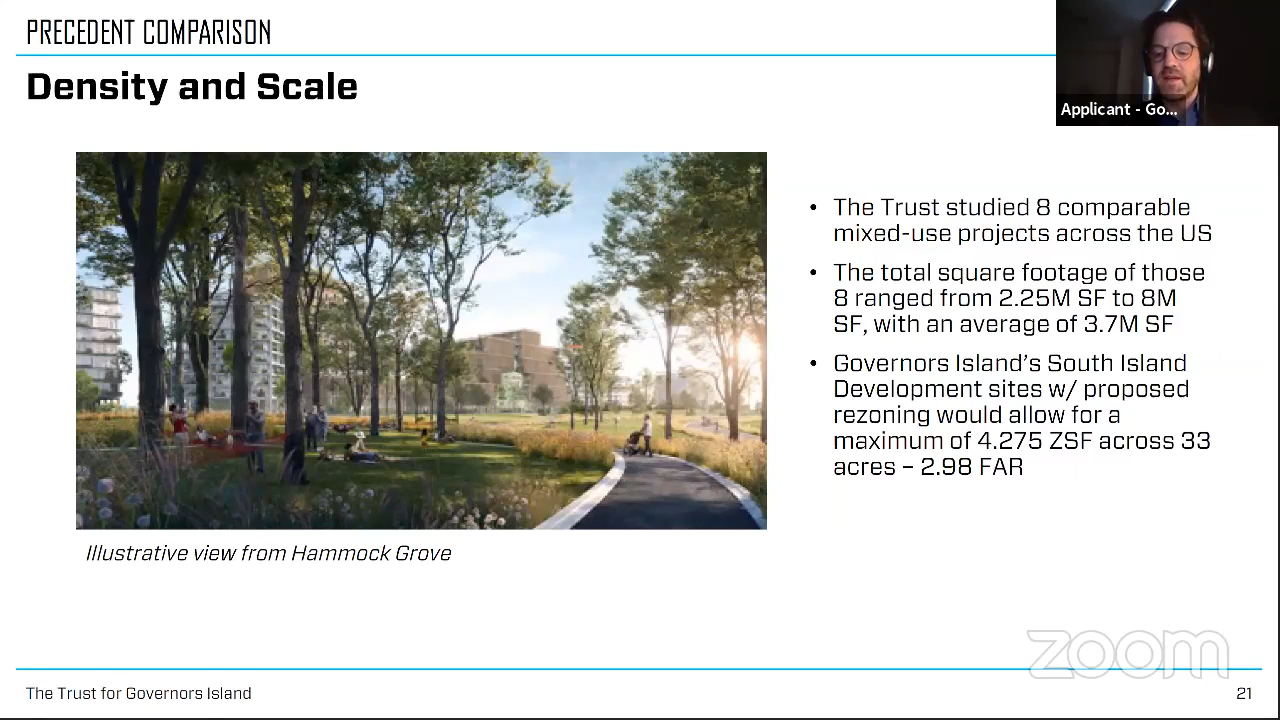 PRECEDENT COMPARISON
Density and Scale
Applicant - Go...
• The Trust studied 8 comparable
mixed-use projects across the US
• The total square footage of those
8 ranged from 2.25M SF to 8M
SF, with an average of 3.7M SF
• Governors Island's South Island
Development sites w/ proposed
rezoning would allow for a
maximum of 4.275 ZSF across 33
acres – 2.98 FAR
Illustrative view from Hammock Grove
zoom
The Trust for Governors Island
21